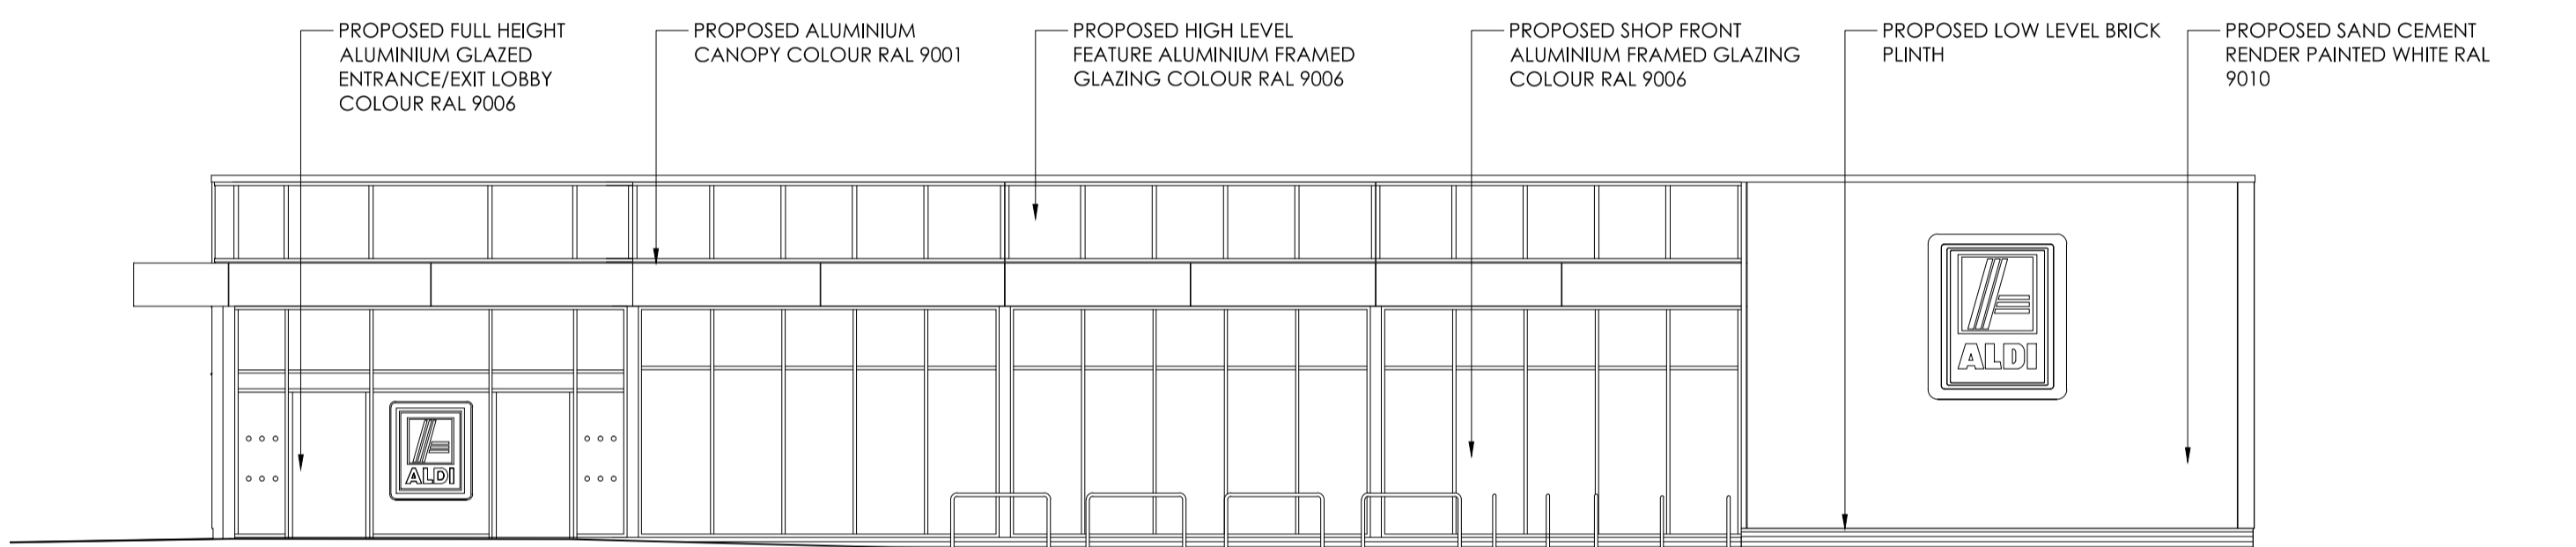 PROPOSED FULL HEIGHT
ALUMINIUM GLAZED
ENTRANCE/EXIT LOBBY
COLOUR RAL 9006
PROPOSED ALUMINIUM
CANOPY COLOUR RAL 9001
PROPOSED HIGH LEVEL
FEATURE ALUMINIUM FRAMED
GLAZING COLOUR RAL 9006
PROPOSED SHOP FRONT
ALUMINIUM FRAMED GLAZING
COLOUR RAL 9006
PROPOSED LOW LEVEL BRICK
PLINTH
PROPOSED SAND CEMENT
RENDER PAINTED WHITE RAL
9010
ALDI
ALDI